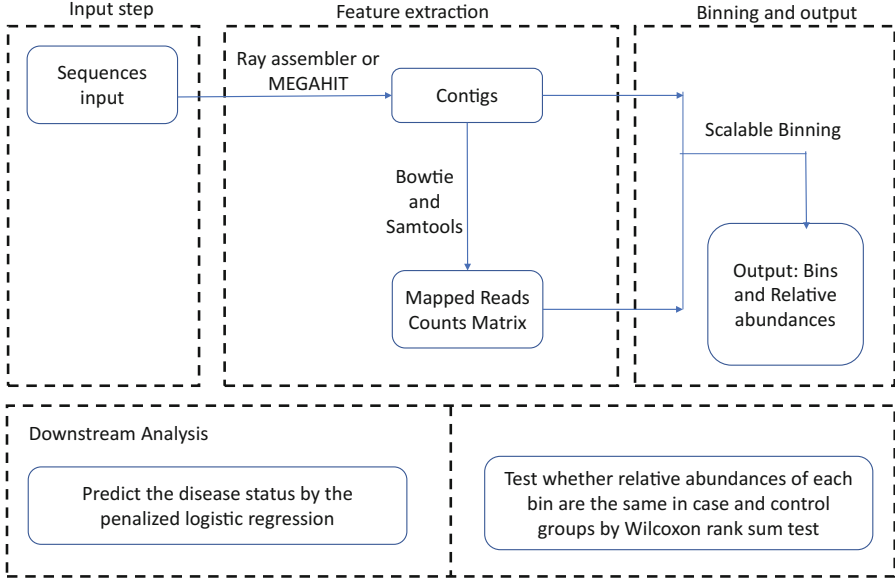 Input step
Feature extraction
Binning and output
Sequences
input
Ray assembler or
MEGAHIT
Contigs
Bowtie
and
Samtools
Mapped Reads
Counts Matrix
Scalable Binning
Output: Bins
and Relative
abundances
Downstream Analysis
Predict the disease status by the
penalized logistic regression
Test whether relative abundances of each
bin are the same in case and control
groups by Wilcoxon rank sum test